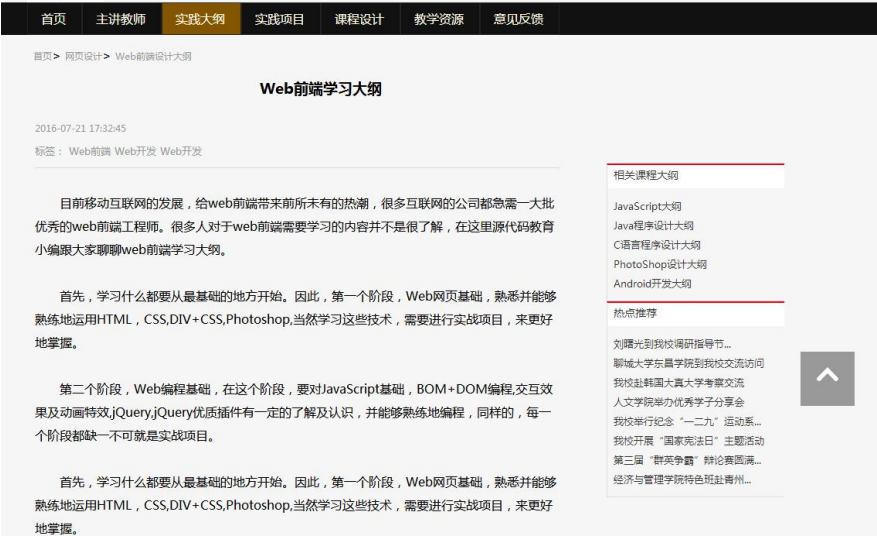 首页 主讲教师 实践大纲 实践项目 课程设计 教学资源 意见反馈
首页> 网页设计> Web前端设计大纲
Web前端学习大纲
2016-07-21 17:32:45
标签： Web前端 Web开发 Web开发
目前移动互联网的发展，给web前端带来前所未有的热潮，很多互联网的公司都急需一大批
优秀的web前端工程师。很多人对于web前端需要学习的内容并不是很了解，在这里源代码教育
小编跟大家聊聊web前端学习大纲。
首先，学习什么都要从最基础的地方开始。因此，第一个阶段，Web网页基础，熟悉并能够
熟练地运用HTML，CSS,DIV+CSS,Photoshop,当然学习这些技术，需要进行实战项目，来更好
地掌握。
第二个阶段，Web编程基础，在这个阶段，要对JavaScript基础，BOM+DOM编程,交互效
果及动画特效,jQuery,jQuery优质插件有一定的了解及认识，并能够熟练地编程，同样的，每一
个阶段都缺一不可就是实战项目。
首先，学习什么都要从最基础的地方开始。因此，第一个阶段，Web网页基础，熟悉并能够
熟练地运用HTML，CSS,DIV+CSS,Photoshop,当然学习这些技术，需要进行实战项目，来更好
地掌握。
相关课程大纲
JavaScript大纲
Java程序设计大纲
C语言程序设计大纲
PhotoShop设计大纲
Android开发大纲
热点推荐
刘曙光到我校调研指导节...
聊城大学东昌学院到我校交流访问
我校赴韩国大真大学考察交流
人文学院举办优秀学子分享会
我校举行纪念“一二九”运动系...
我校开展“国家宪法日”主题活动
第三届“群英争霸”辩论赛圆满...
经济与管理学院特色班赴青州...